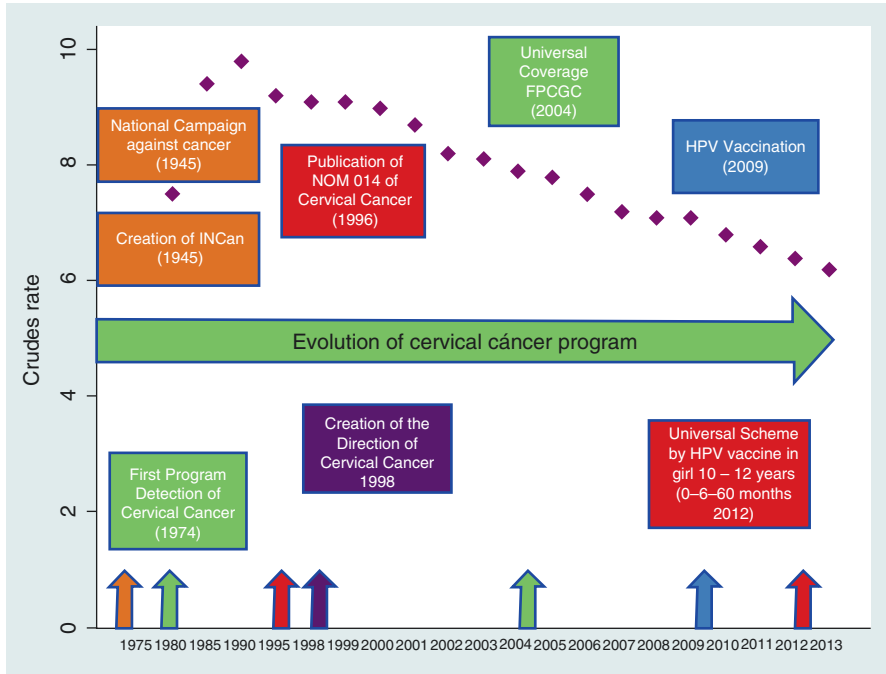 Crudes rate
10
8
6
4
2
0
National Campaign
against cancer
(1945)
Creation of INCan
(1945)
Publication of
NOM 014 of
Cervical Cancer
(1996)
Universal
Coverage
FPCGC
(2004)
HPV Vaccination
(2009)
Evolution of cervical cáncer program
First Program
Detection of
Cervical Cancer
(1974)
Creation of the
Direction of
Cervical Cancer
1998
Universal Scheme
by HPV vaccine in
girl 10 – 12 years
(0–6–60 months
2012)
1975 1980 1985 1990 1995 1998 1999 2000 2001 2002 2003 2004 2005 2006 2007 2008 2009 2010 2011 2012 2013